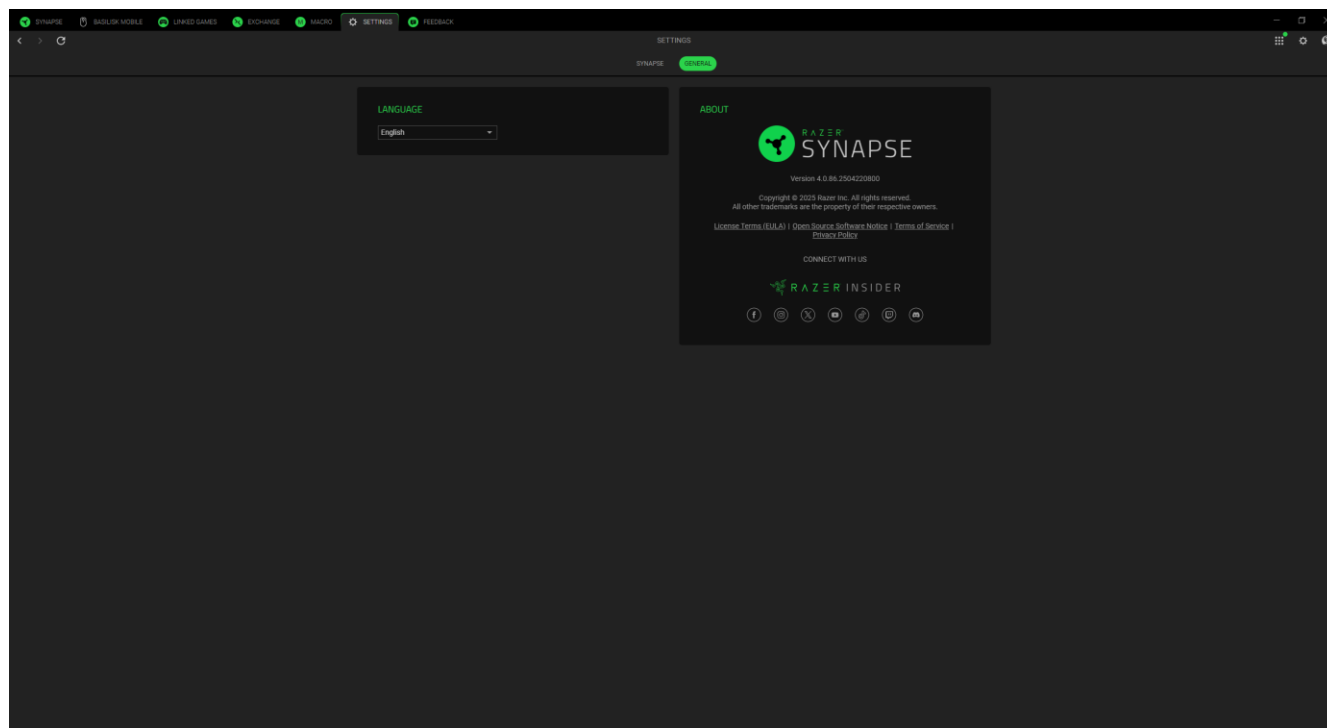 SYNAPSE BASILISK MOBILE LINKED GAMES EXCHANGE MACRO SETTINGS FEEDBACK
SETTINGS
SYNAPSE GENERAL
LANGUAGE
English
ABOUT
RAZER
SYNAPSE
Version 4.0.86.2504220800
Copyright © 2025 Razer Inc. All rights reserved.
All other trademarks are the property of their respective owners.
License Terms (EULA) | Open Source Software Notice | Terms of Service |
Privacy Policy
CONNECT WITH US
RAZER INSIDER